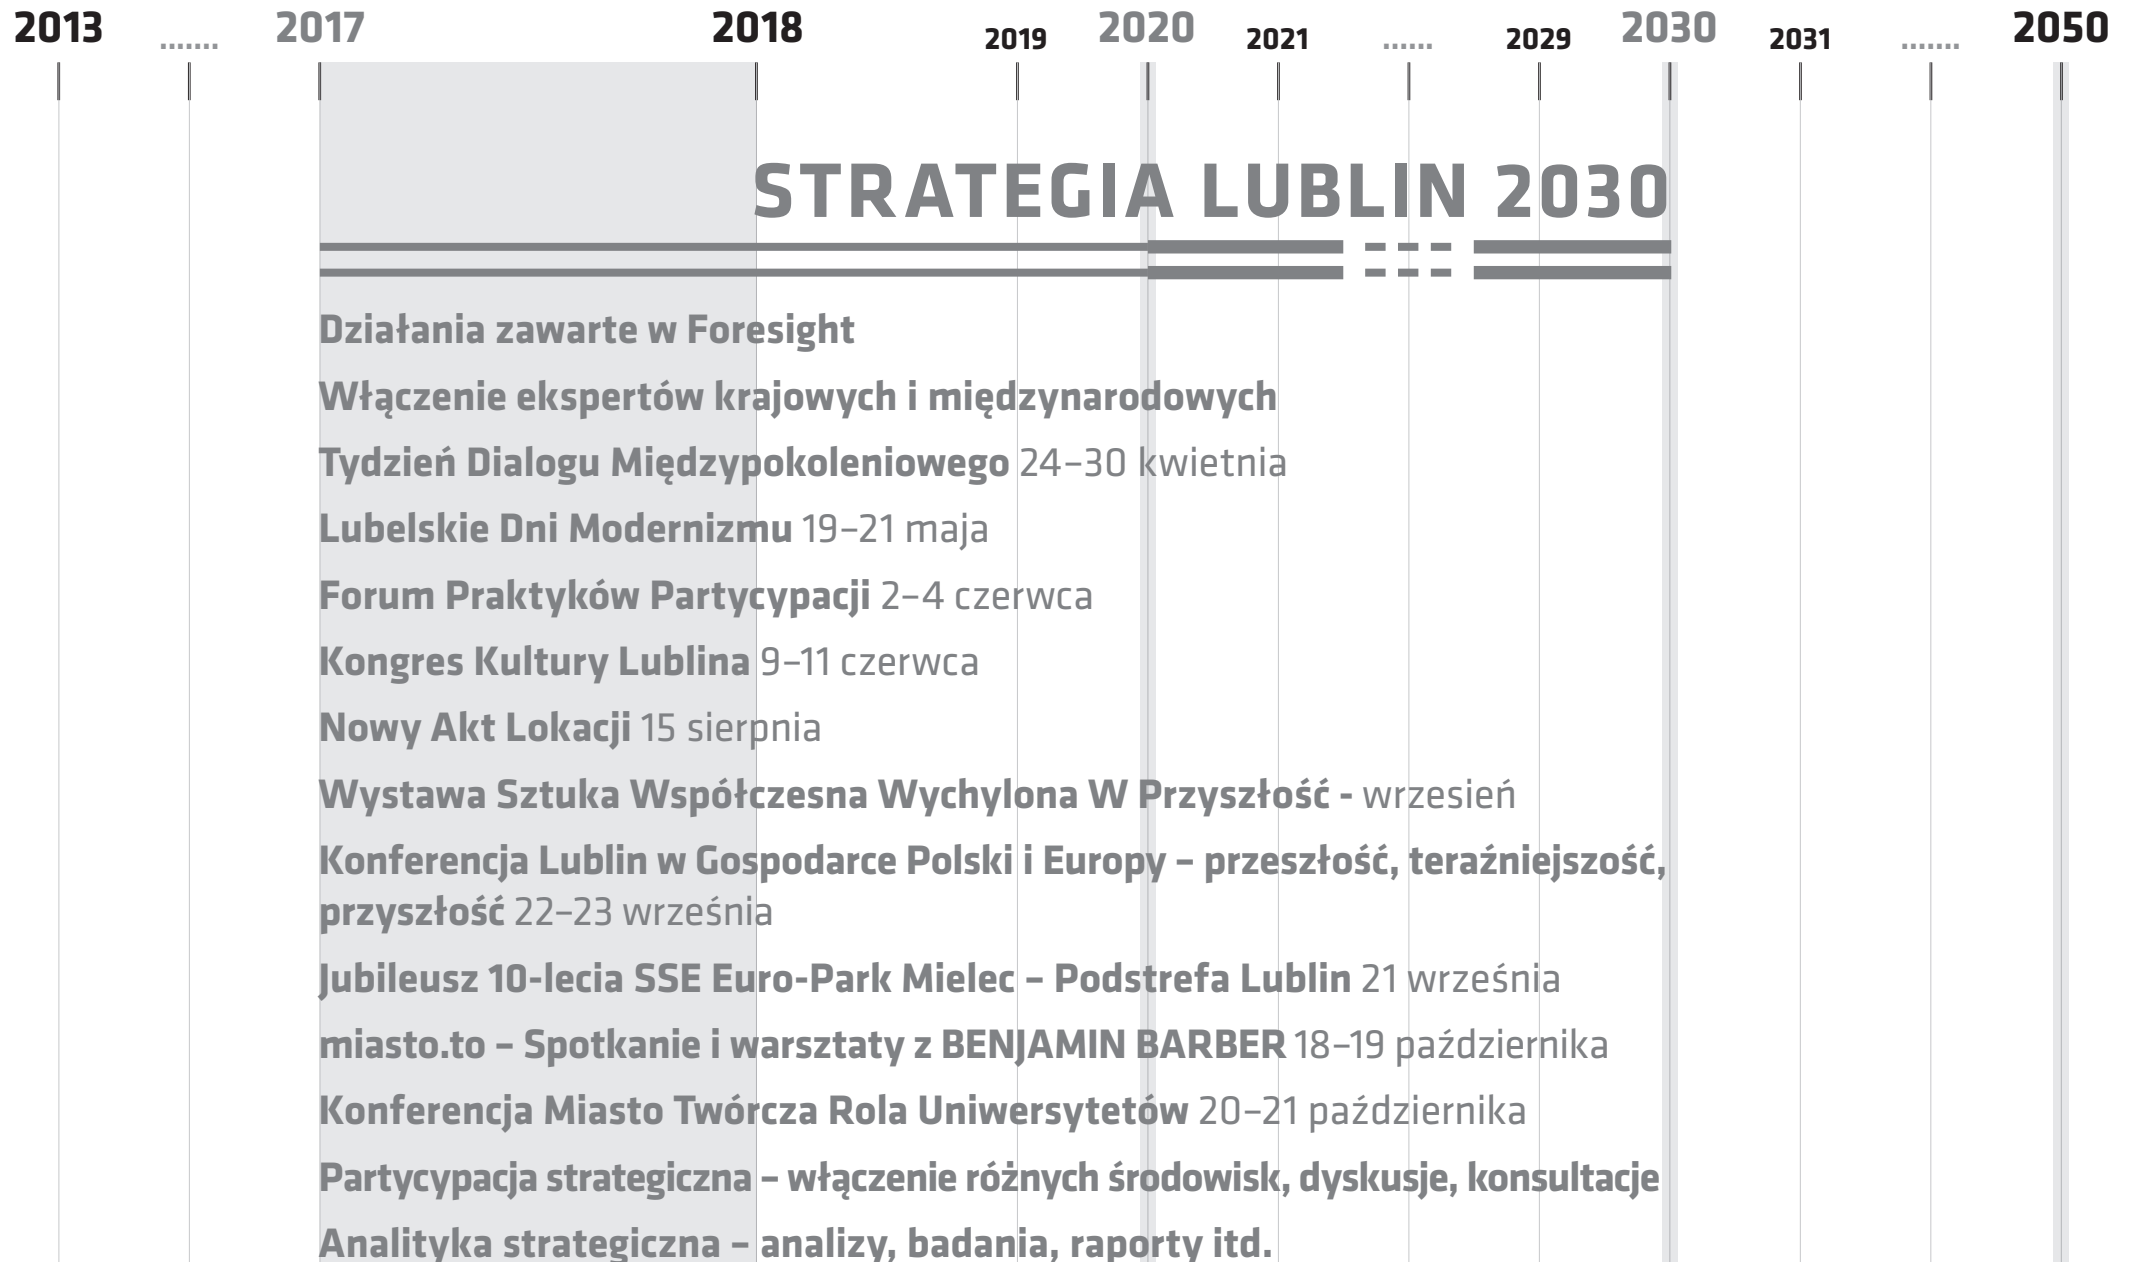 2013 ....... 2017 2018 2019 2020 2021 ...... 2029 2030 2031 ....... 2050
STRATEGIA LUBLIN 2030
Działania zawarte w Foresight
Włączenie ekspertów krajowych i międzynarodowych
Tydzień Dialogu Międzypokoleniowego 24–30 kwietnia
Lubelskie Dni Modernizmu 19–21 maja
Forum Praktyków Partycypacji 2–4 czerwca
Kongres Kultury Lublina 9–11 czerwca
Nowy Akt Lokacji 15 sierpnia
Wystawa Sztuka Współczesna Wychylona W Przyszłość - wrzesień
Konferencja Lublin w Gospodarce Polski i Europy – przeszłość, teraźniejszość,
przyszłość 22–23 września
Jubileusz 10-lecia SSE Euro-Park Mielec – Podstrefa Lublin 21 września
miasto.to – Spotkanie i warsztaty z BENJAMIN BARBER 18–19 października
Konferencja Miasto Twórcza Rola Uniwersytetów 20–21 października
Partycypacja strategiczna – włączenie różnych środowisk, dyskusje, konsultacje
Analityka strategiczna – analizy, badania, raporty itd.